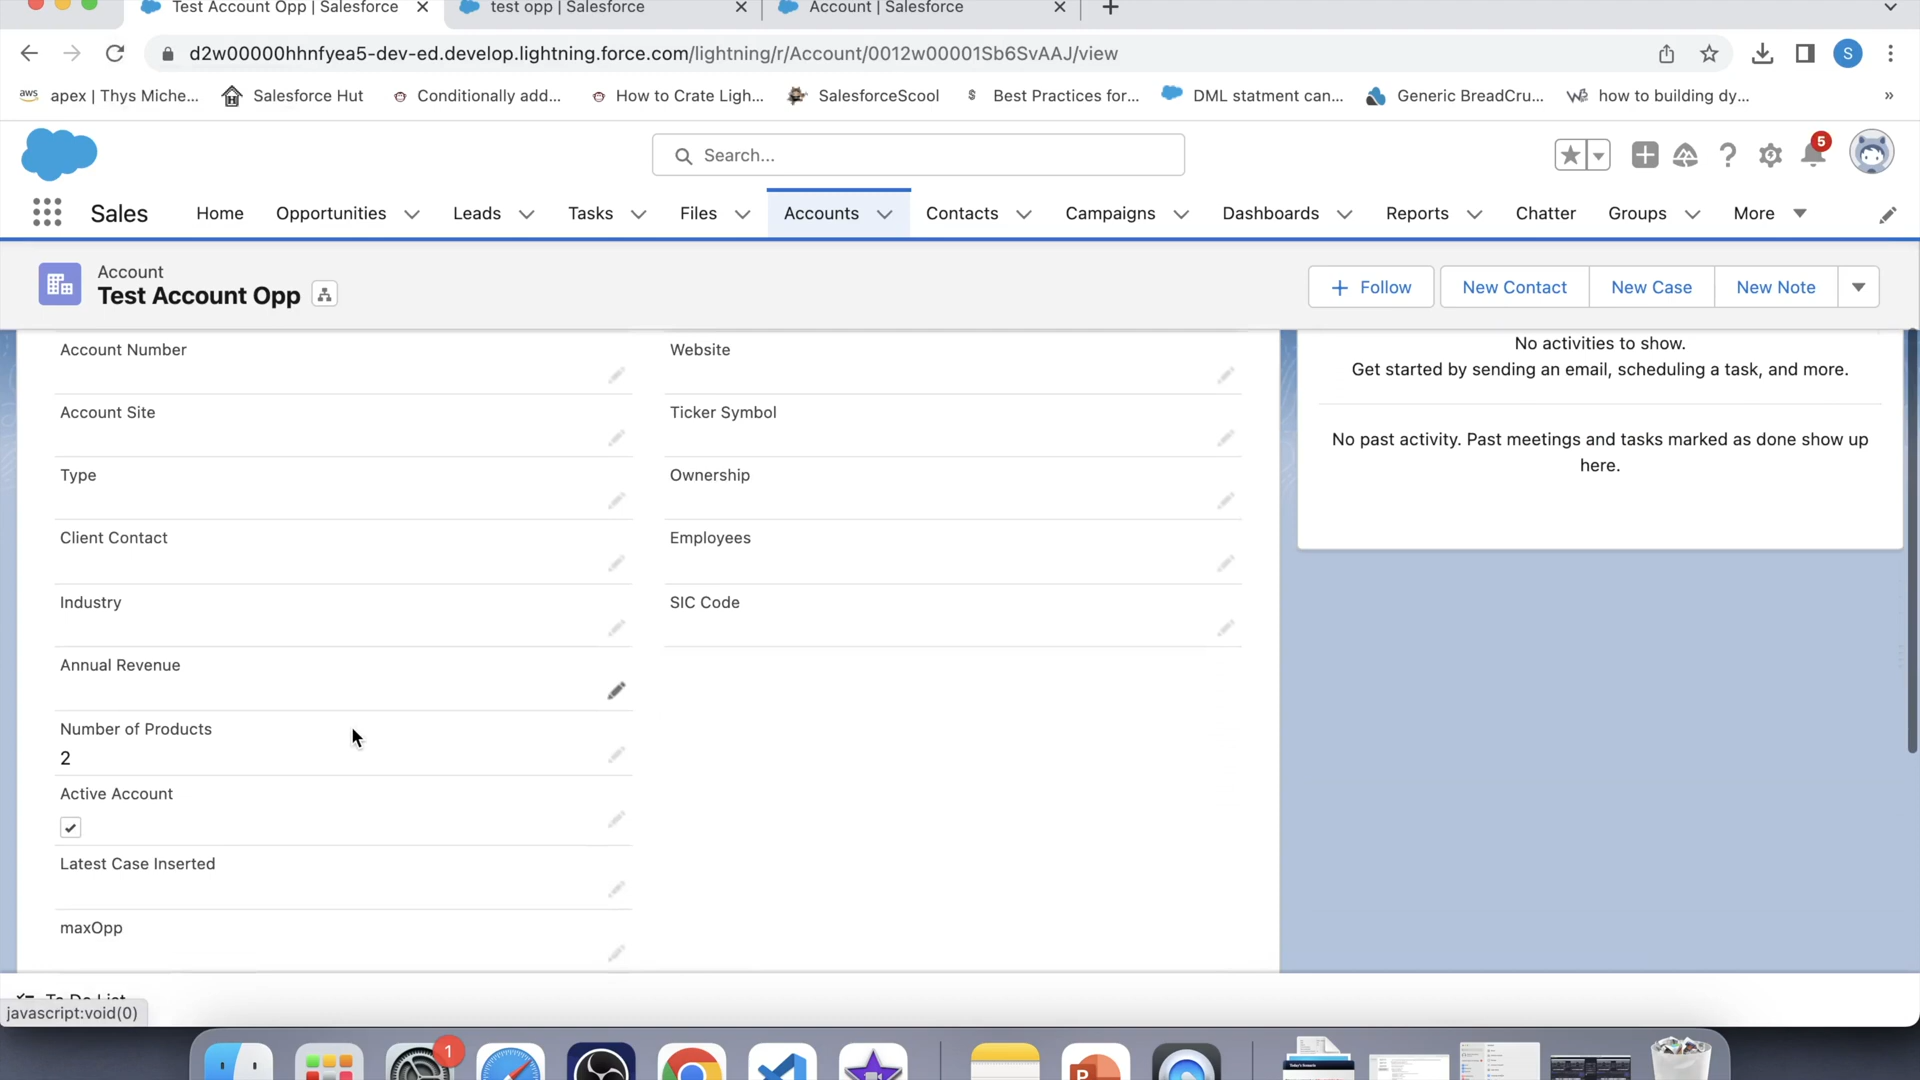 Test Account Opp | Salesforce
test opp | Salesforce
Account | Salesforce
d2w00000hhnfyea5-dev-ed.develop.lightning.force.com/lightning/r/Account/0012w00001Sb6SvAAJ/view
S
aws apex | Thys Miche...
Salesforce Hut
Conditionally add...
How to Crate Ligh...
SalesforceScool
$ Best Practices for...
DML statment can...
Generic BreadCru...
how to building dy...
»
Search...
5
Sales
Home
Opportunities
Leads
Tasks
Files
Accounts
Contacts
Campaigns
Dashboards
Reports
Chatter
Groups
More
Account
Test Account Opp
+ Follow
New Contact
New Case
New Note
Account Number
Website
Account Site
Ticker Symbol
Type
Ownership
Client Contact
Employees
Industry
SIC Code
Annual Revenue
Number of Products
2
Active Account
Latest Case Inserted
maxOpp
No activities to show.
Get started by sending an email, scheduling a task, and more.
No past activity. Past meetings and tasks marked as done show up
here.
To Do List
javascript:void(0)
1
P